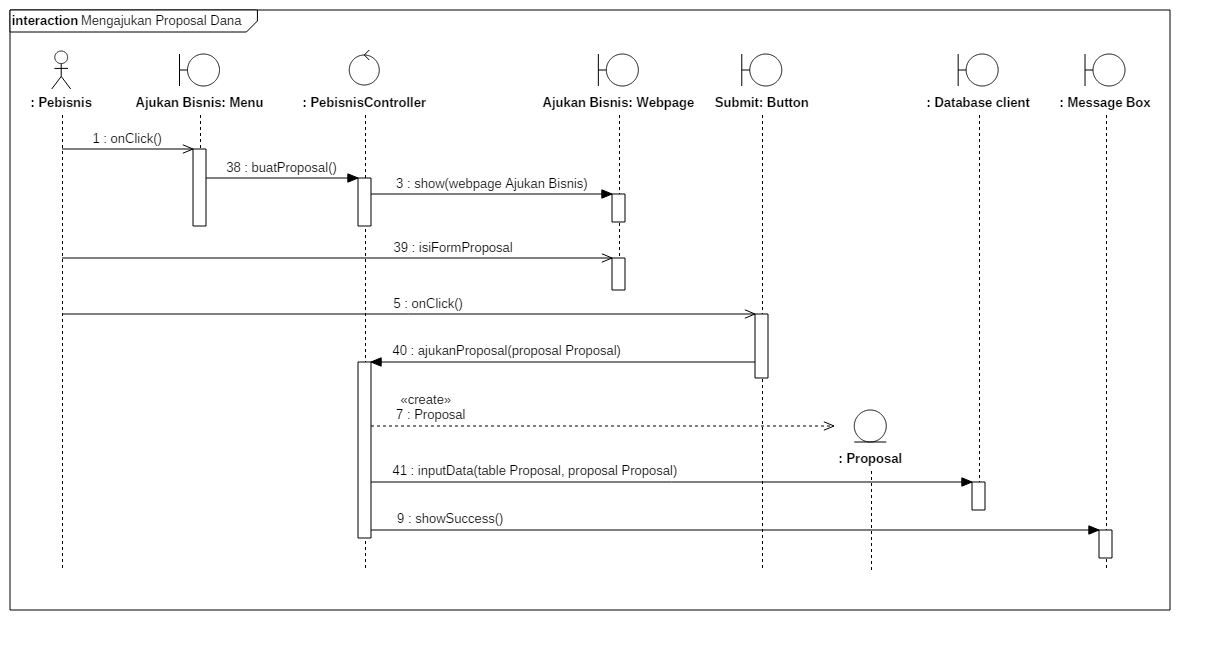 interaction Mengajukan Proposal Dana
: Pebisnis
Ajukan Bisnis: Menu
: PebisnisController
Ajukan Bisnis: Webpage
Submit: Button
: Database client
: Message Box
1 : onClick()
38 : buatProposal()
3 : show(webpage Ajukan Bisnis)
39 : isiFormProposal
5 : onClick()
40 : ajukanProposal(proposal Proposal)
«create»
7 : Proposal
: Proposal
41 : inputData(table Proposal, proposal Proposal)
9 : showSuccess()